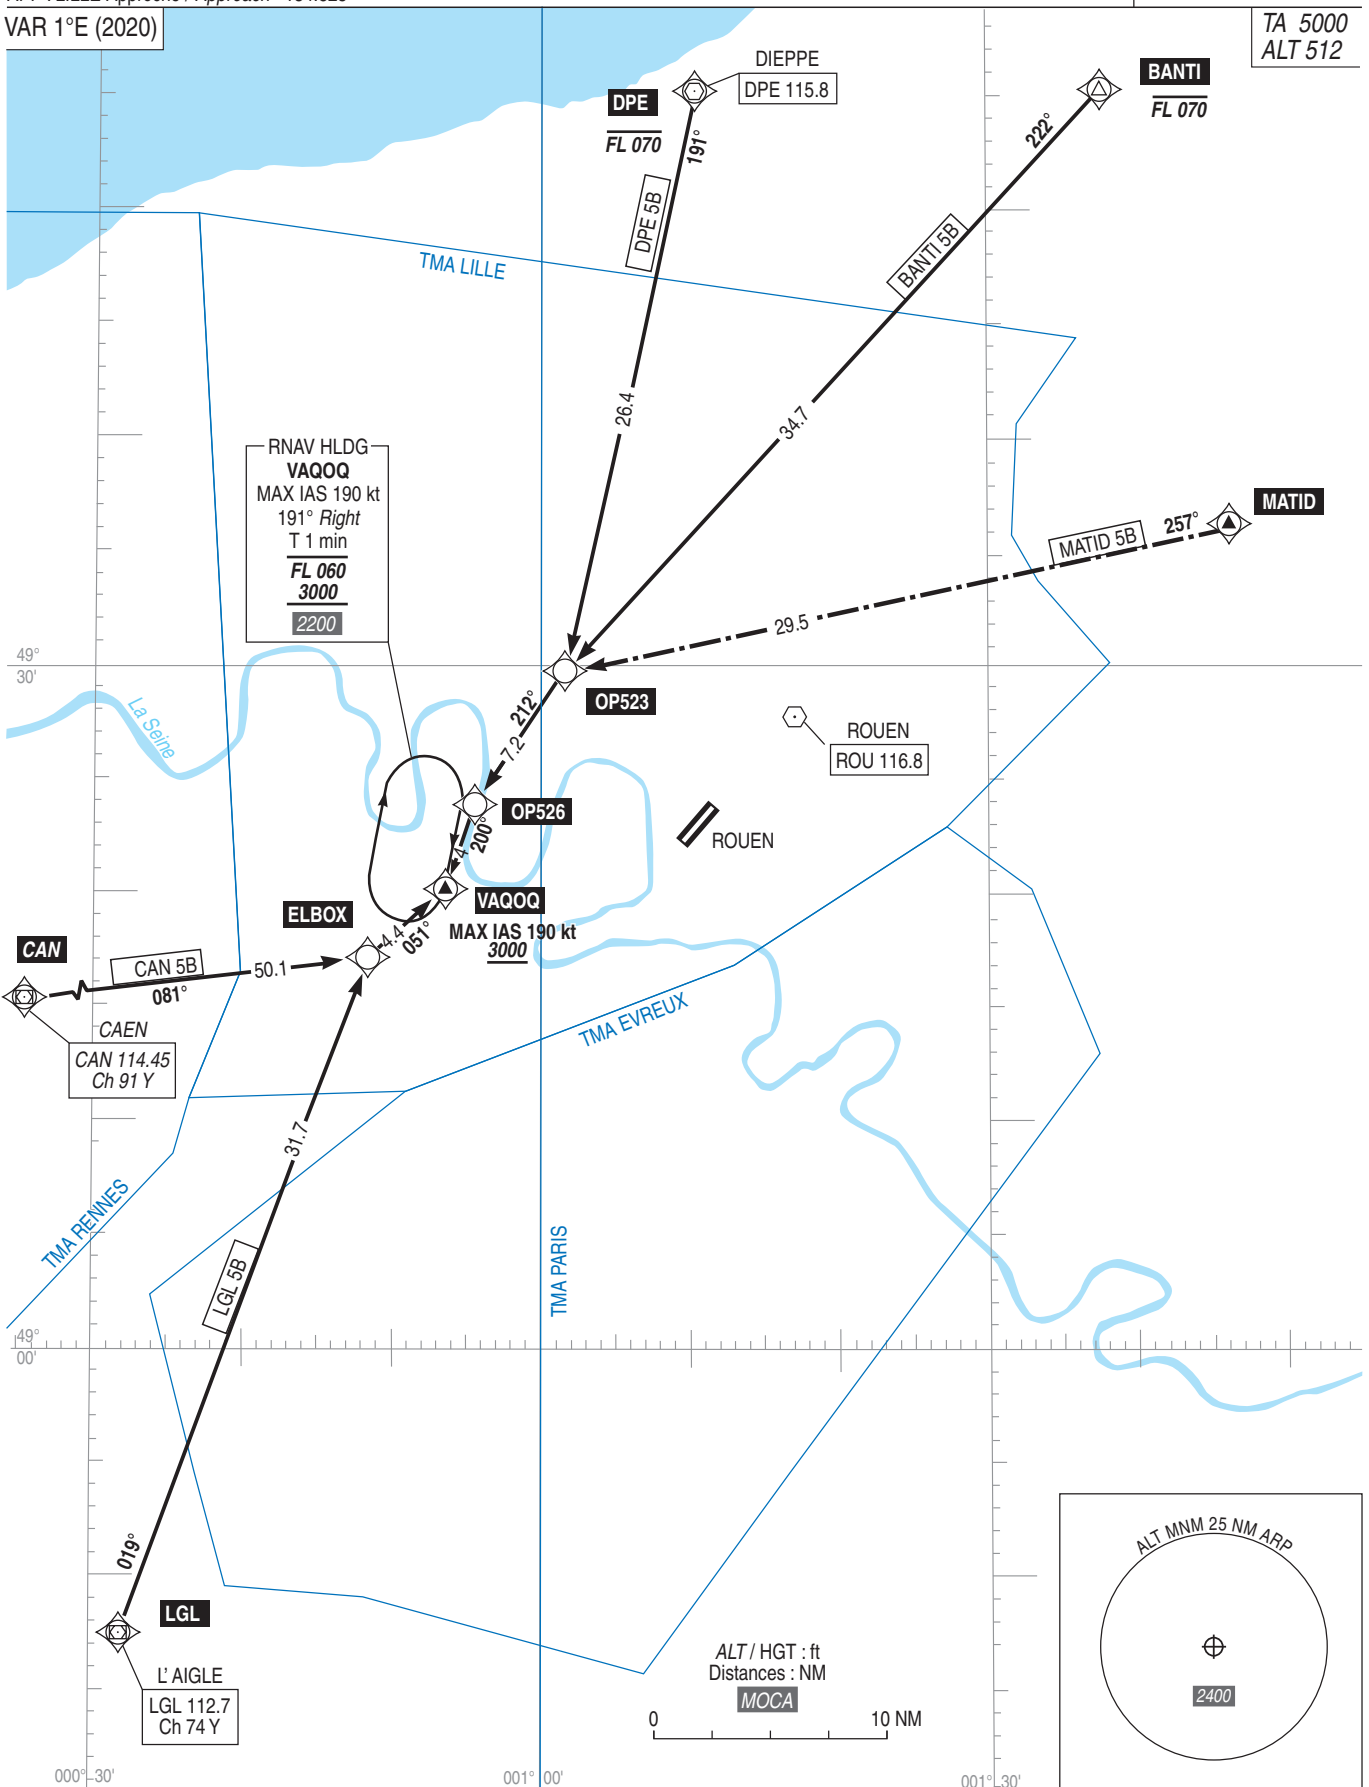 VAR 1°E (2020)
TA 5000
ALT 512
DIEPPE
DPE 115.8
DPE
FL 070
191°
DPE 5B
26.4
BANTI
FL 070
222°
BANTI 5B
34.7
TMA LILLE
RNAV HLDG
VAQOQ
MAX IAS 190 kt
191° Right
T 1 min
FL 060
3000
2200
MATID
257°
MATID 5B
29.5
49°
30'
La Seine
OP523
212°
7.2
ROUEN
ROU 116.8
OP526
200°
4
ROUEN
VAQOQ
MAX IAS 190 kt
3000
ELBOX
4.4
051°
CAN
CAN 5B
50.1
081°
CAEN
CAN 114.45
Ch 91 Y
TMA EVREUX
31.7
TMA RENNES
LGL 5B
TMA PARIS
49°
00'
019°
LGL
L'AIGLE
LGL 112.7
Ch 74 Y
ALT / HGT : ft
Distances : NM
MOCA
0
10 NM
ALT MNM 25 NM ARP
2400
000° 30'
001° 00'
001° 30'